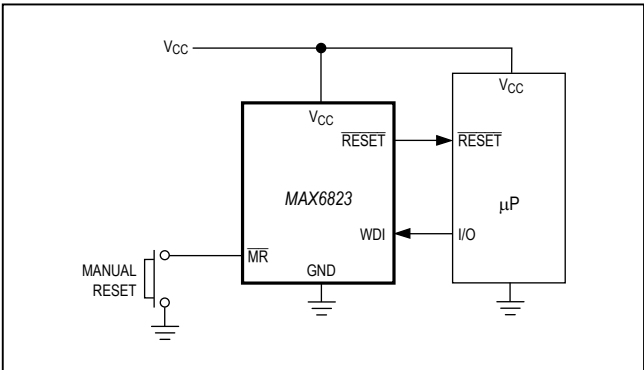 VCC
VCC
VCC
RESET
RESET
MAX6823
μP
WDI
I/O
MR
GND
MANUAL
RESET